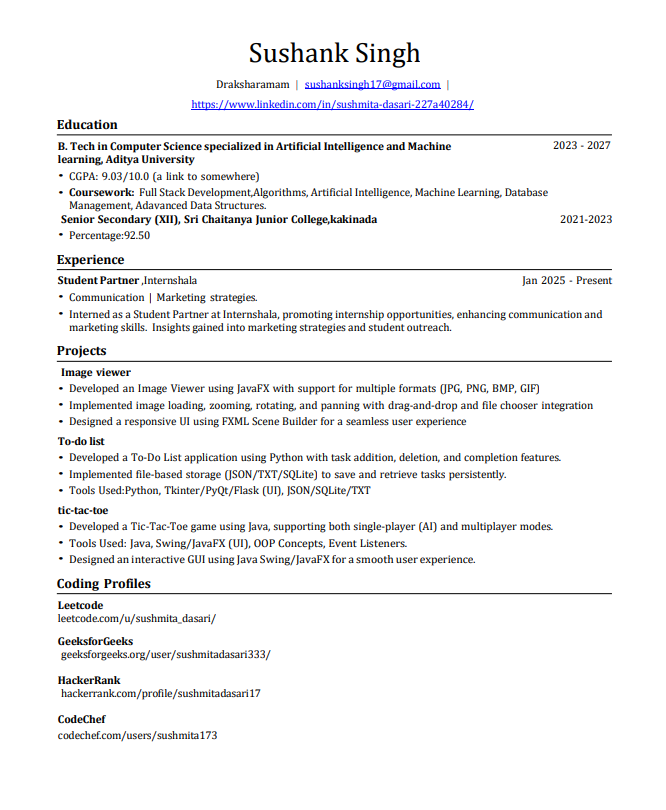 Sushank Singh
Draksharamam | sushanksingh17@gmail.com |
https://www.linkedin.com/in/sushmita-dasari-227a40284/
Education
B. Tech in Computer Science specialized in Artificial Intelligence and Machine 2023 - 2027
learning, Aditya University
• CGPA: 9.03/10.0 (a link to somewhere)
• Coursework: Full Stack Development,Algorithms, Artificial Intelligence, Machine Learning, Database
Management, Adavanced Data Structures.
Senior Secondary (XII), Sri Chaitanya Junior College,kakinada 2021-2023
• Percentage:92.50
Experience
Student Partner ,Internshala Jan 2025 - Present
• Communication | Marketing strategies.
• Interned as a Student Partner at Internshala, promoting internship opportunities, enhancing communication and
marketing skills. Insights gained into marketing strategies and student outreach.
Projects
Image viewer
• Developed an Image Viewer using JavaFX with support for multiple formats (JPG, PNG, BMP, GIF)
• Implemented image loading, zooming, rotating, and panning with drag-and-drop and file chooser integration
• Designed a responsive UI using FXML Scene Builder for a seamless user experience
To-do list
• Developed a To-Do List application using Python with task addition, deletion, and completion features.
• Implemented file-based storage (JSON/TXT/SQLite) to save and retrieve tasks persistently.
• Tools Used:Python, Tkinter/PyQt/Flask (UI), JSON/SQLite/TXT
tic-tac-toe
• Developed a Tic-Tac-Toe game using Java, supporting both single-player (AI) and multiplayer modes.
• Tools Used: Java, Swing/JavaFX (UI), OOP Concepts, Event Listeners.
• Designed an interactive GUI using Java Swing/JavaFX for a smooth user experience.
Coding Profiles
Leetcode
leetcode.com/u/sushmita_dasari/
GeeksforGeeks
geeksforgeeks.org/user/sushmitadasari333/
HackerRank
hackerrank.com/profile/sushmitadasari17
CodeChef
codechef.com/users/sushmita173